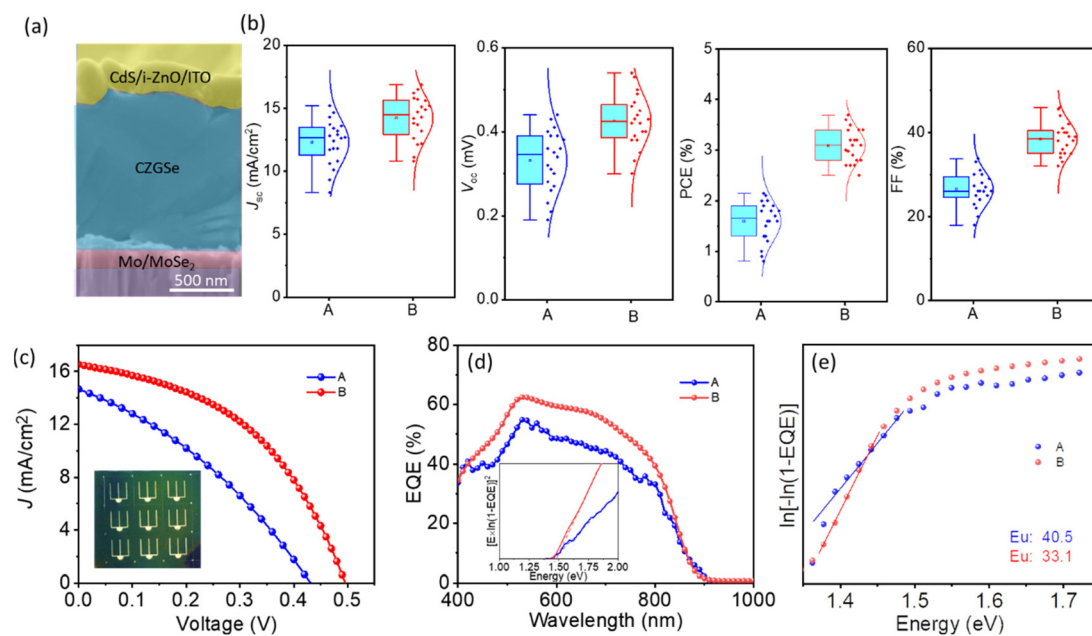 (a)
CdS/i-ZnO/ITO
CZGSe
Mo/MoSe₂
500 nm
(b)
20
15
10
5
0
Jsc (mA/cm2)
A
B
0.6
0.4
0.2
0.0
Voc (mV)
A
B
5
4
3
2
1
0
PCE (%)
A
B
60
40
20
0
FF (%)
A
B
(c)
16
12
8
4
0
J (mA/cm2)
A
B
0.0 0.1 0.2 0.3 0.4 0.5
Voltage (V)
(d)
80
60
40
20
0
EQE (%)
A
B
[E×ln(1-EQE)]²
1.00 1.25 1.50 1.75 2.00
Energy (eV)
400 500 600 700 800 900 1000
Wavelength (nm)
(e)
ln[-ln(1-EQE)]
A
B
Eu: 40.5
Eu: 33.1
1.4 1.5 1.6 1.7
Energy (eV)